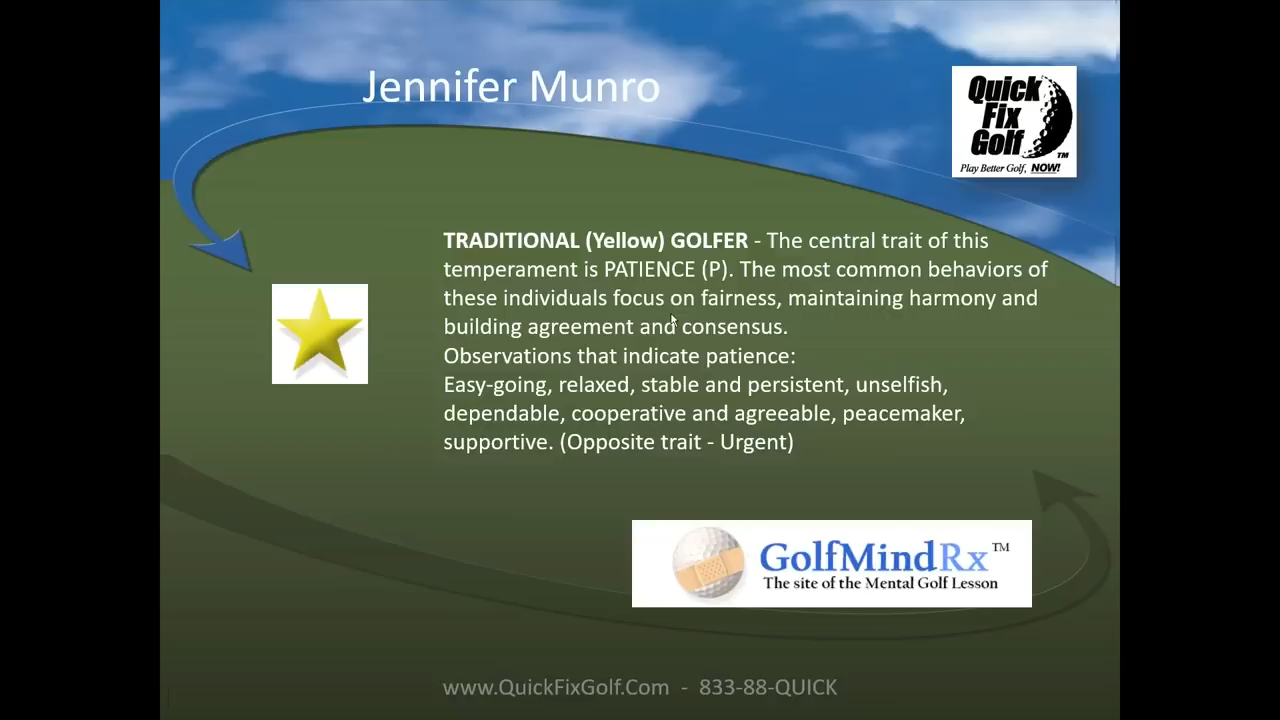 Jennifer Munro
Quick
Fix
Golf
TM
Play Better Golf, NOW!
TRADITIONAL (Yellow) GOLFER - The central trait of this
temperament is PATIENCE (P). The most common behaviors of
these individuals focus on fairness, maintaining harmony and
building agreement and consensus.
Observations that indicate patience:
Easy-going, relaxed, stable and persistent, unselfish,
dependable, cooperative and agreeable, peacemaker,
supportive. (Opposite trait - Urgent)
GolfMindRx™
The site of the Mental Golf Lesson
www.QuickFixGolf.Com - 833-88-QUICK